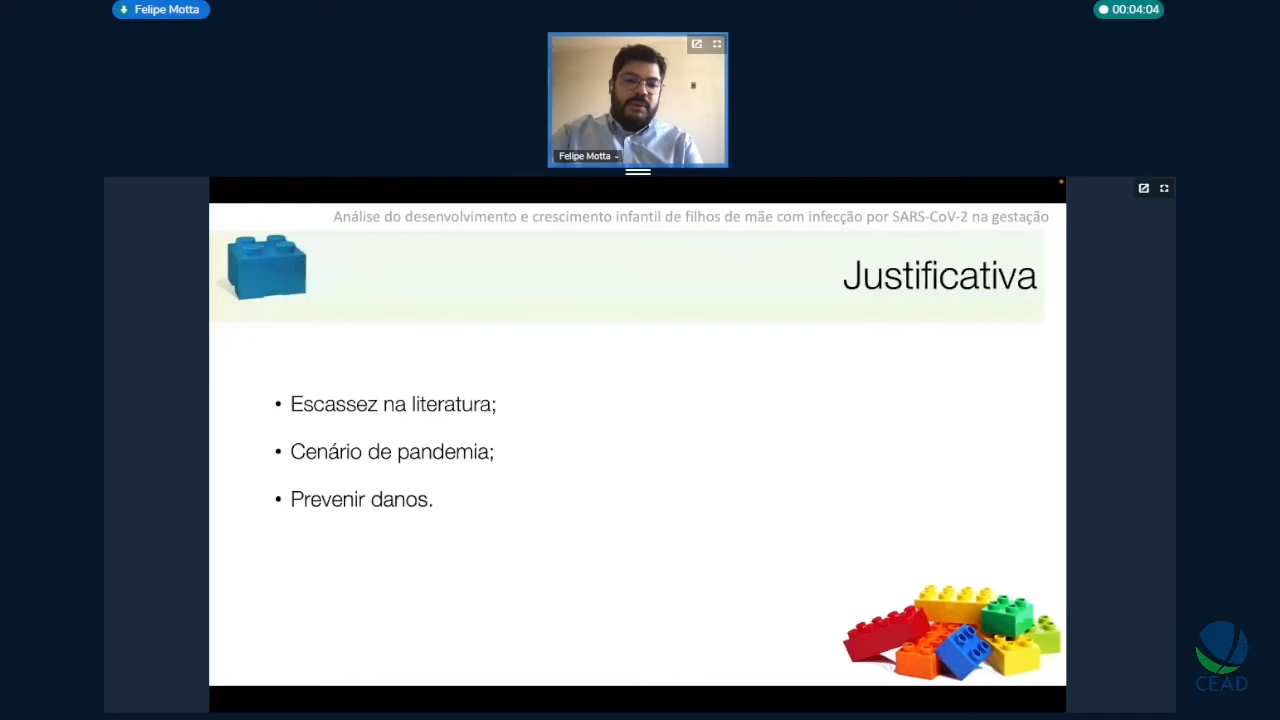 Felipe Motta
00:04:04
Felipe Motta
Análise do desenvolvimento e crescimento infantil de filhos de mãe com infecção por SARS-CoV-2 na gestação
Justificativa
• Escassez na literatura;
• Cenário de pandemia;
• Prevenir danos.
CEAD